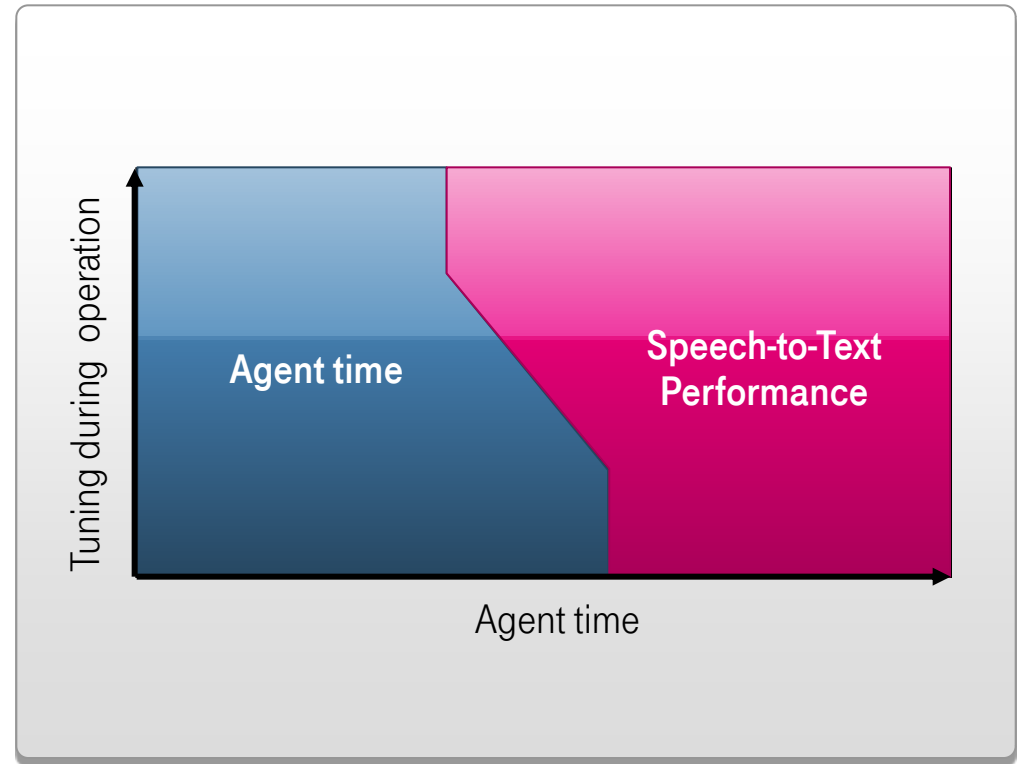 Tuning during operation
Agent time
Speech-to-Text
Performance
Agent time